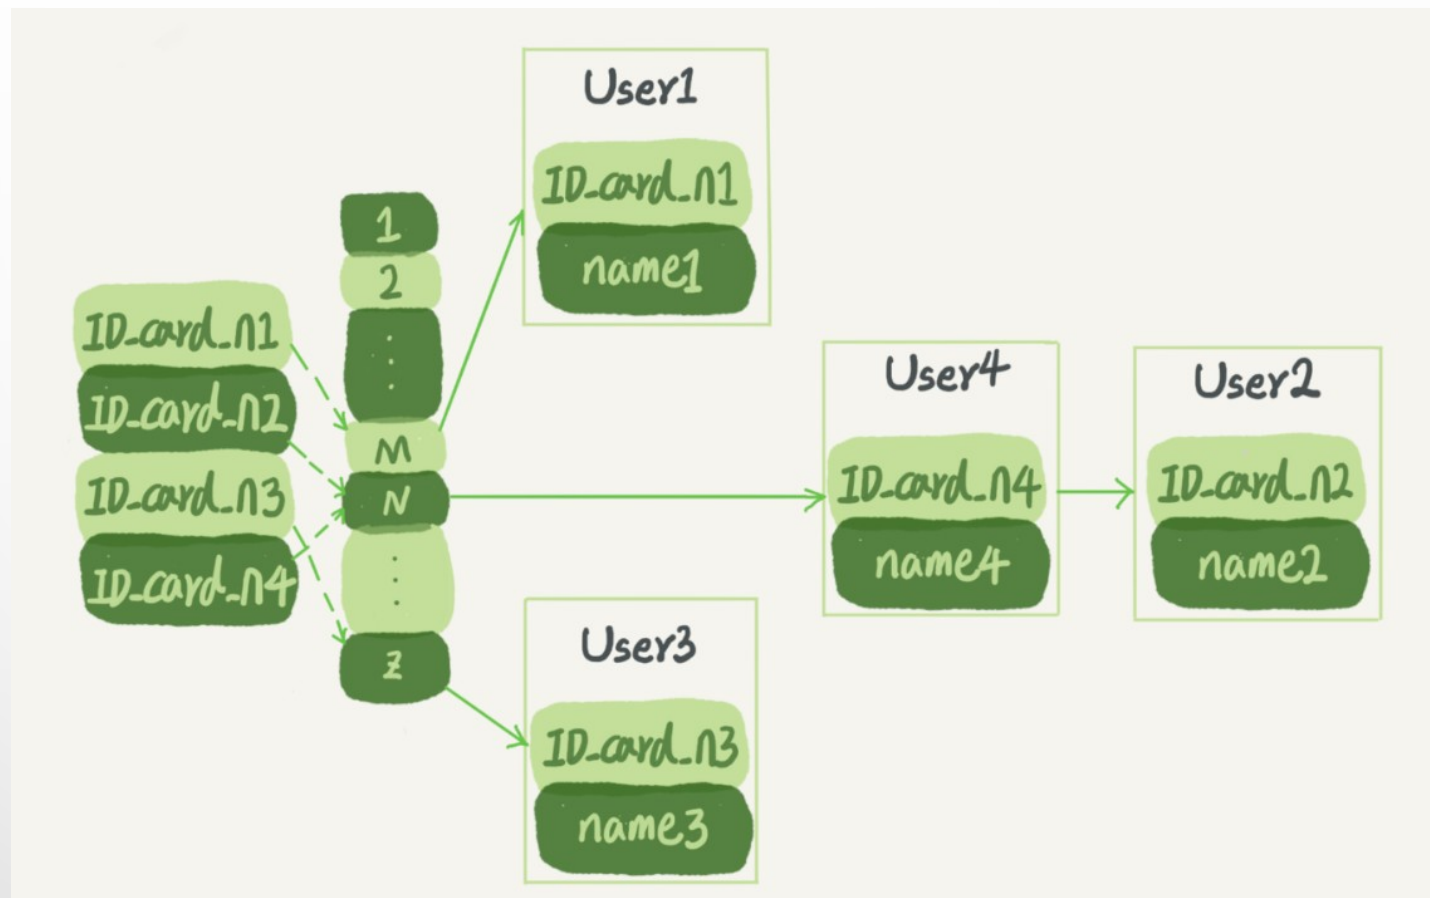 User1
ID_card_n1
name1
1
2
ID_card_n1
ID_card_n2
ID_card_n3
ID_card_n4
M
N
Z
User4
ID_card_n4
name4
User2
ID_card_n2
name2
User3
ID_card_n3
name3